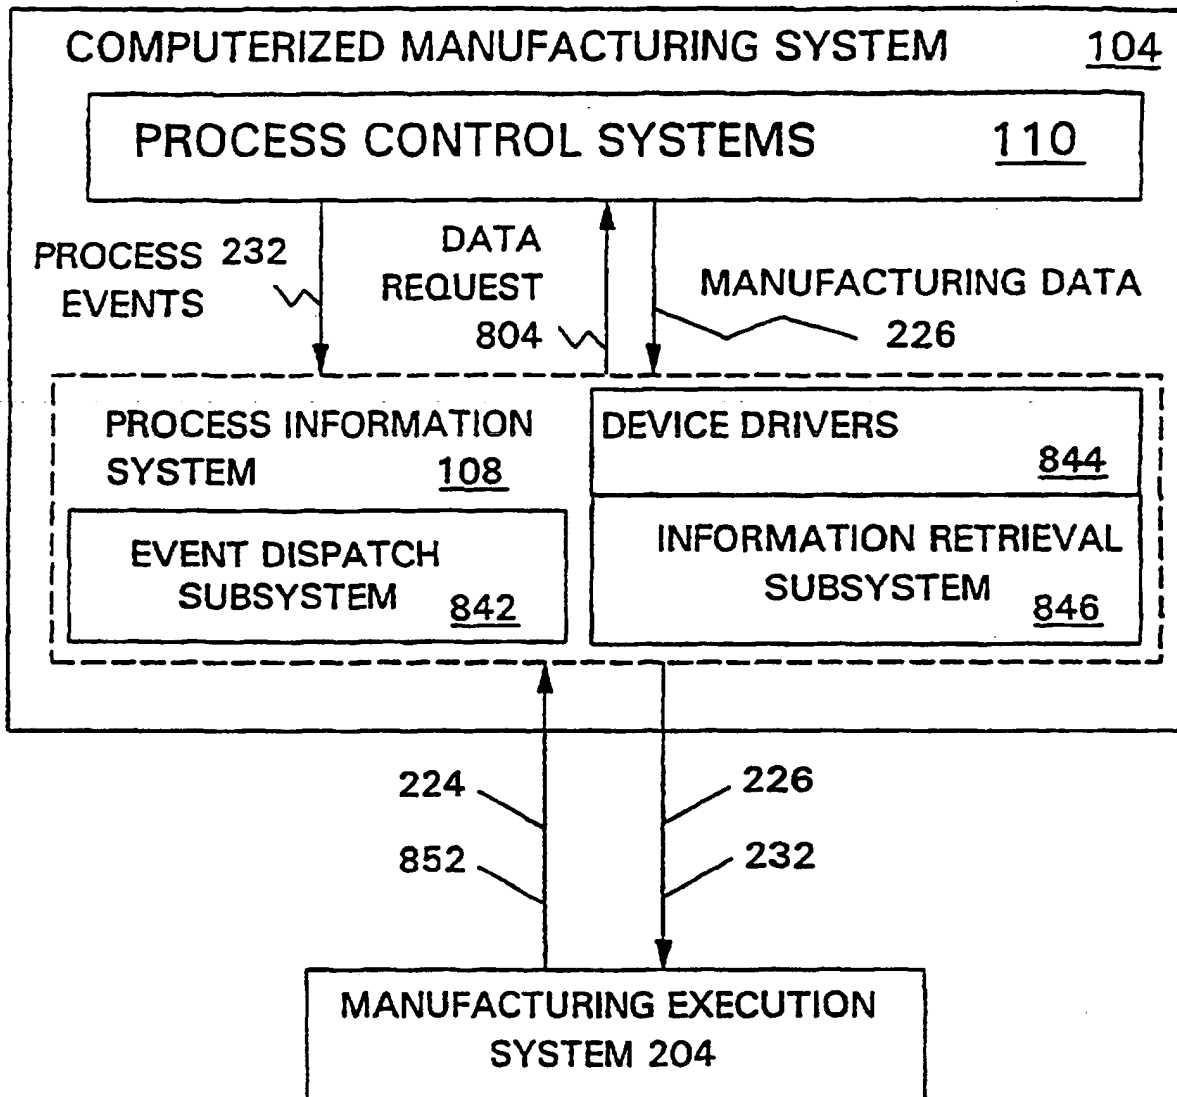 COMPUTERIZED MANUFACTURING SYSTEM 104
PROCESS CONTROL SYSTEMS 110
PROCESS 232
EVENTS
DATA
REQUEST
804
MANUFACTURING DATA
226
PROCESS INFORMATION
SYSTEM 108
DEVICE DRIVERS
844
EVENT DISPATCH
SUBSYSTEM 842
INFORMATION RETRIEVAL
SUBSYSTEM
846
224
852
226
232
MANUFACTURING EXECUTION
SYSTEM 204